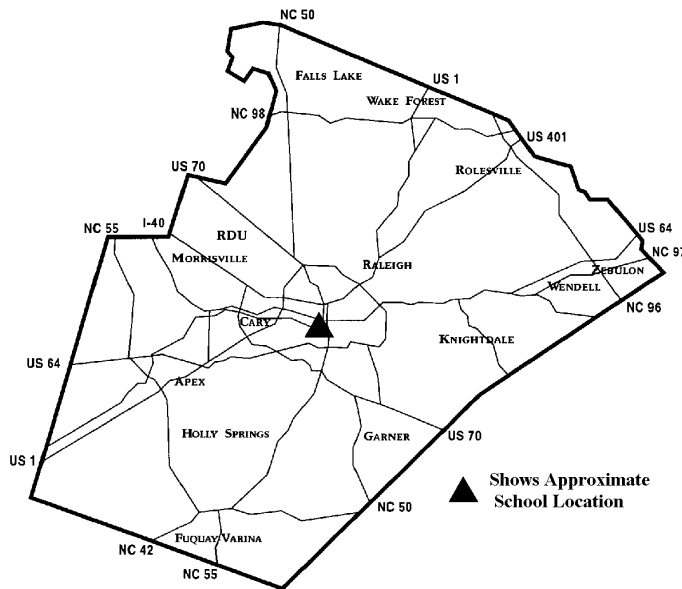 NC 50
FALLS LAKE
US 1
WAKE FOREST
NC 98
US 401
US 70
ROLESVILLE
NC 55
I-40
RDU
US 64
MORRISVILLE
RALEIGH
NC 97
ZEBULON
WENDELL
NC 96
CARY
KNIGHTDALE
US 64
APEX
HOLLY SPRINGS
GARNER
US 70
US 1
Shows Approximate
School Location
NC 50
NC 42
FUQUAY VARINA
NC 55